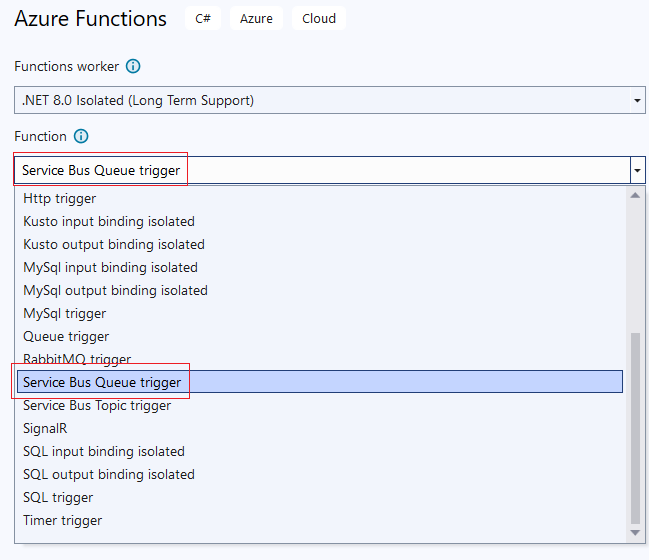 Azure Functions C# Azure Cloud
Functions worker
.NET 8.0 Isolated (Long Term Support)
Function
Service Bus Queue trigger
Http trigger
Kusto input binding isolated
Kusto output binding isolated
MySql input binding isolated
MySql output binding isolated
MySql trigger
Queue trigger
RabbitMQ trigger
Service Bus Queue trigger
Service Bus Topic trigger
SignalR
SQL input binding isolated
SQL output binding isolated
SQL trigger
Timer trigger